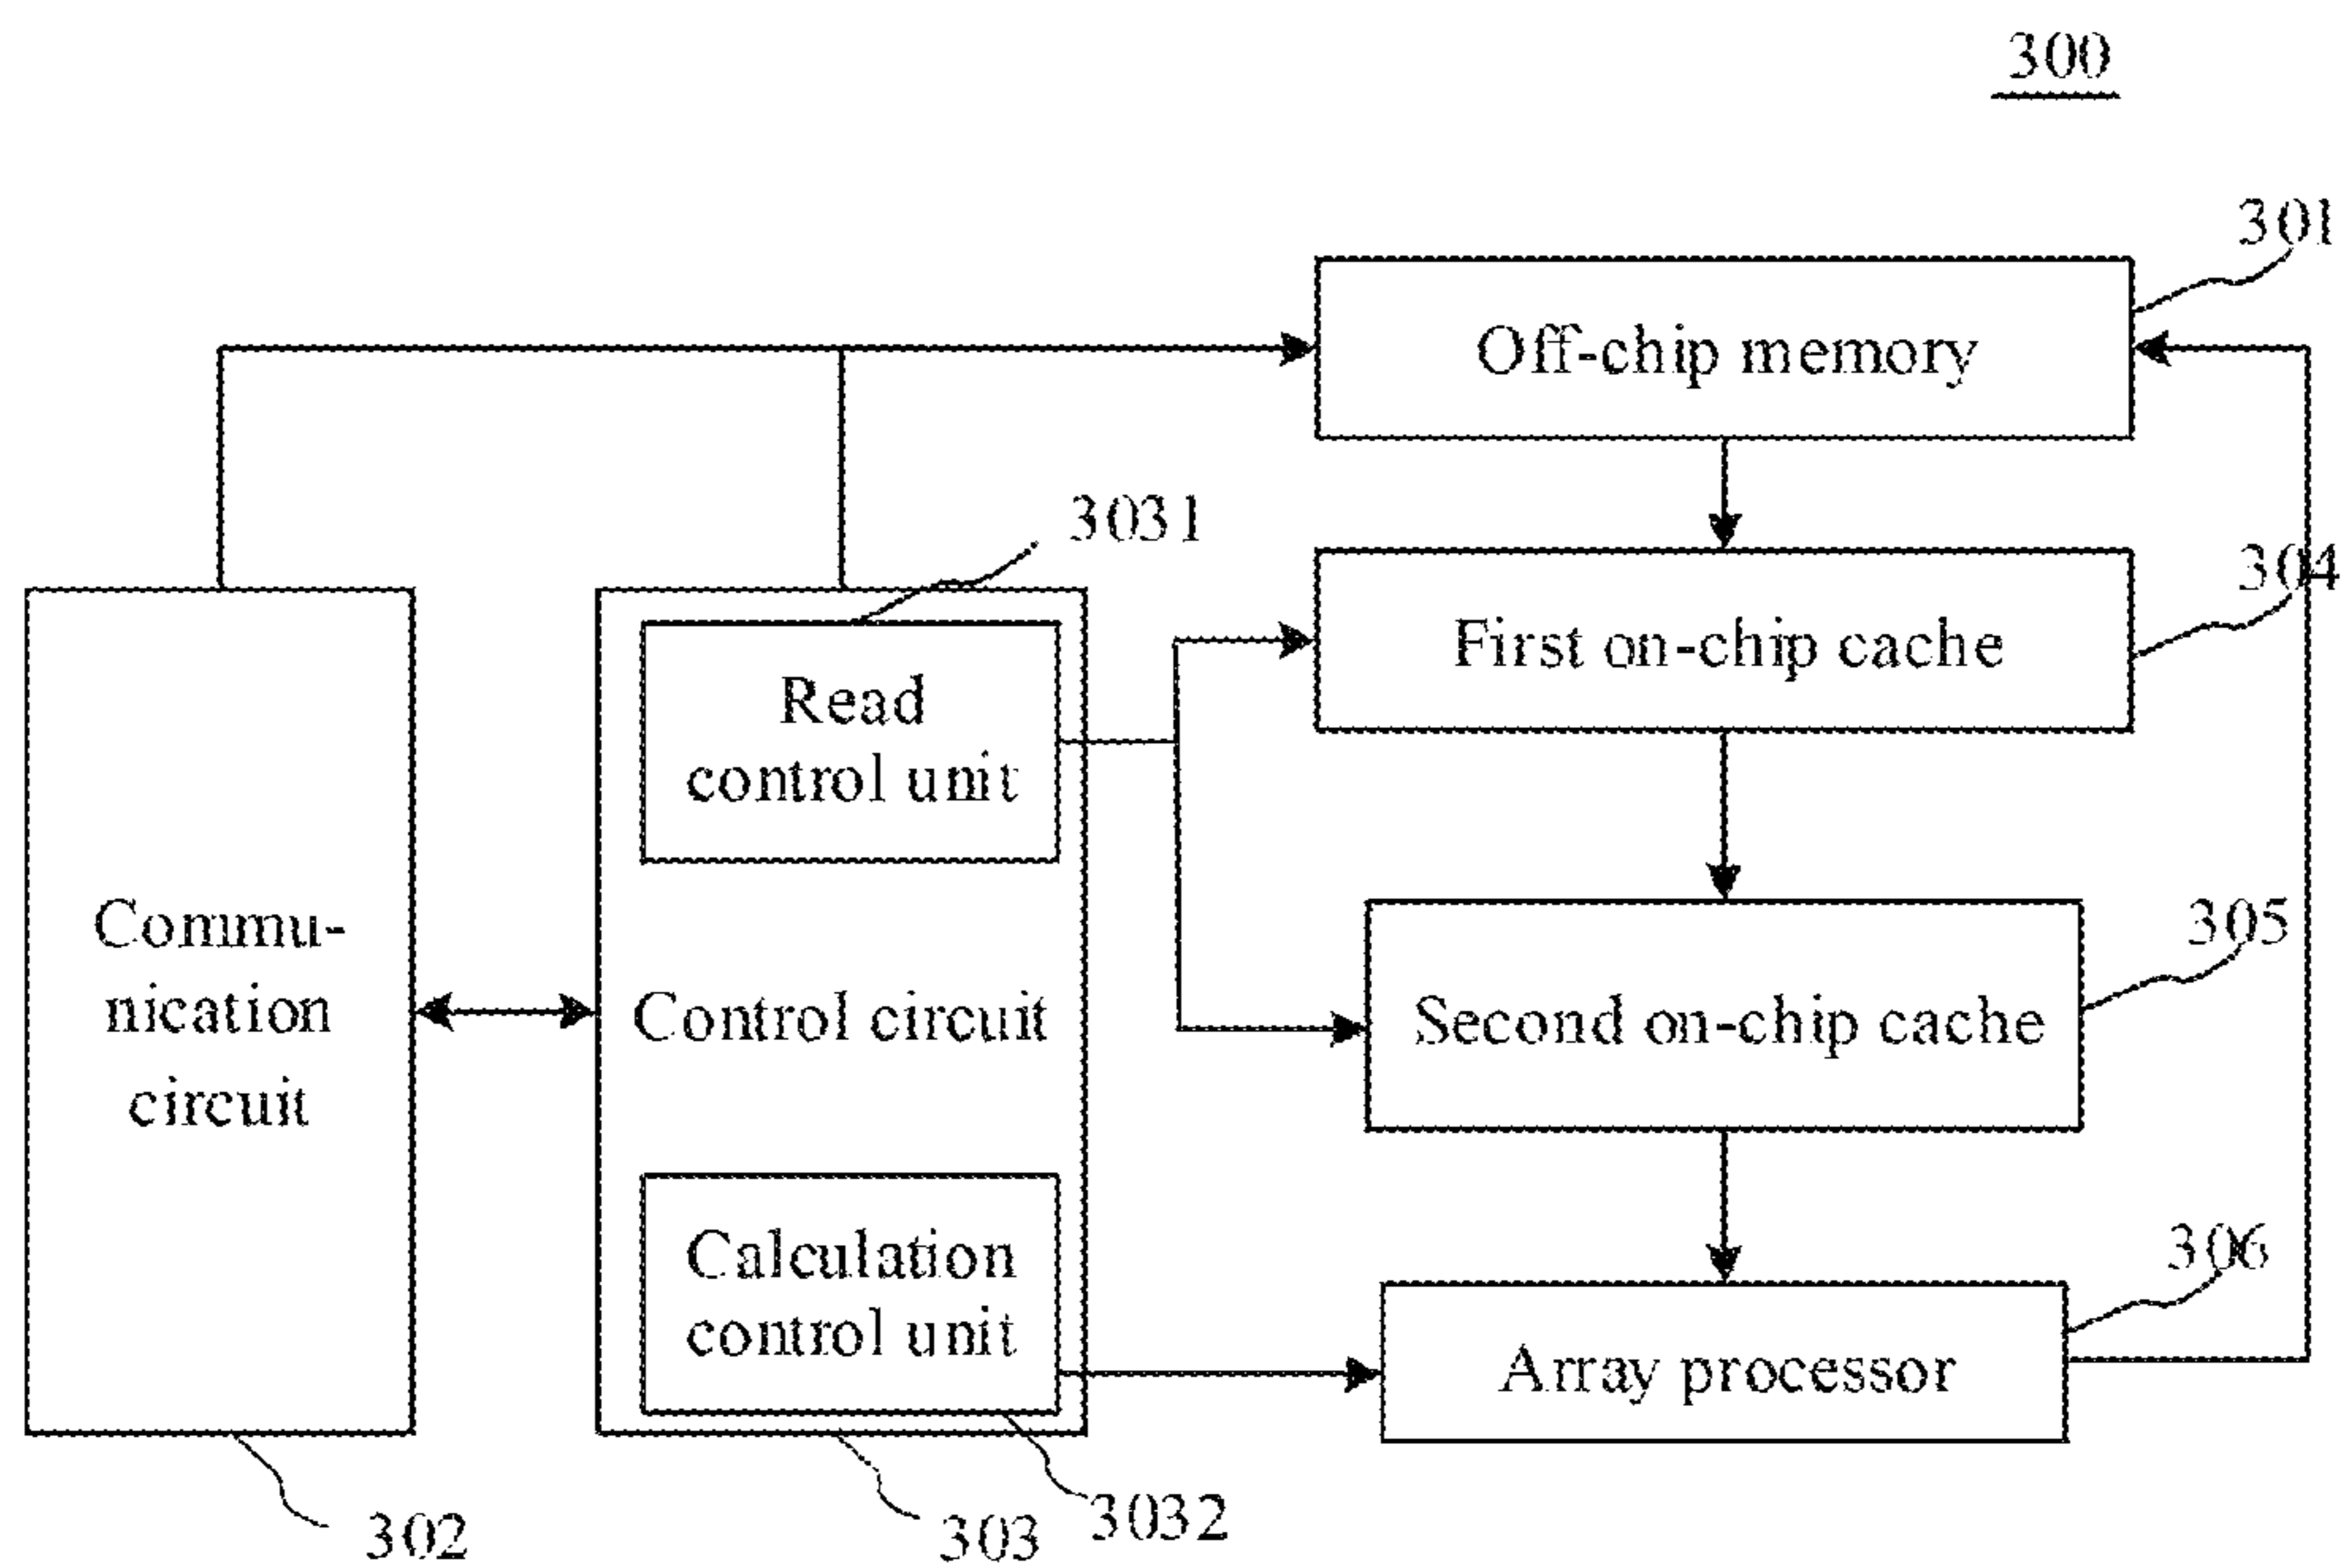 300
301
Off-chip memory
3031
304
First on-chip cache
Read
control unit
305
Commu-
nication
circuit
Control circuit
Second on-chip cache
306
Calculation
control unit
Array processor
302
303
3032